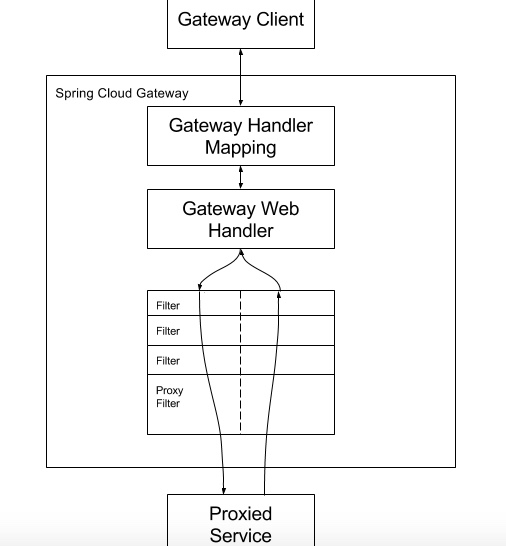 Gateway Client
Spring Cloud Gateway
Gateway Handler
Mapping
Gateway Web
Handler
Filter
Filter
Filter
Proxy
Filter
Proxied
Service